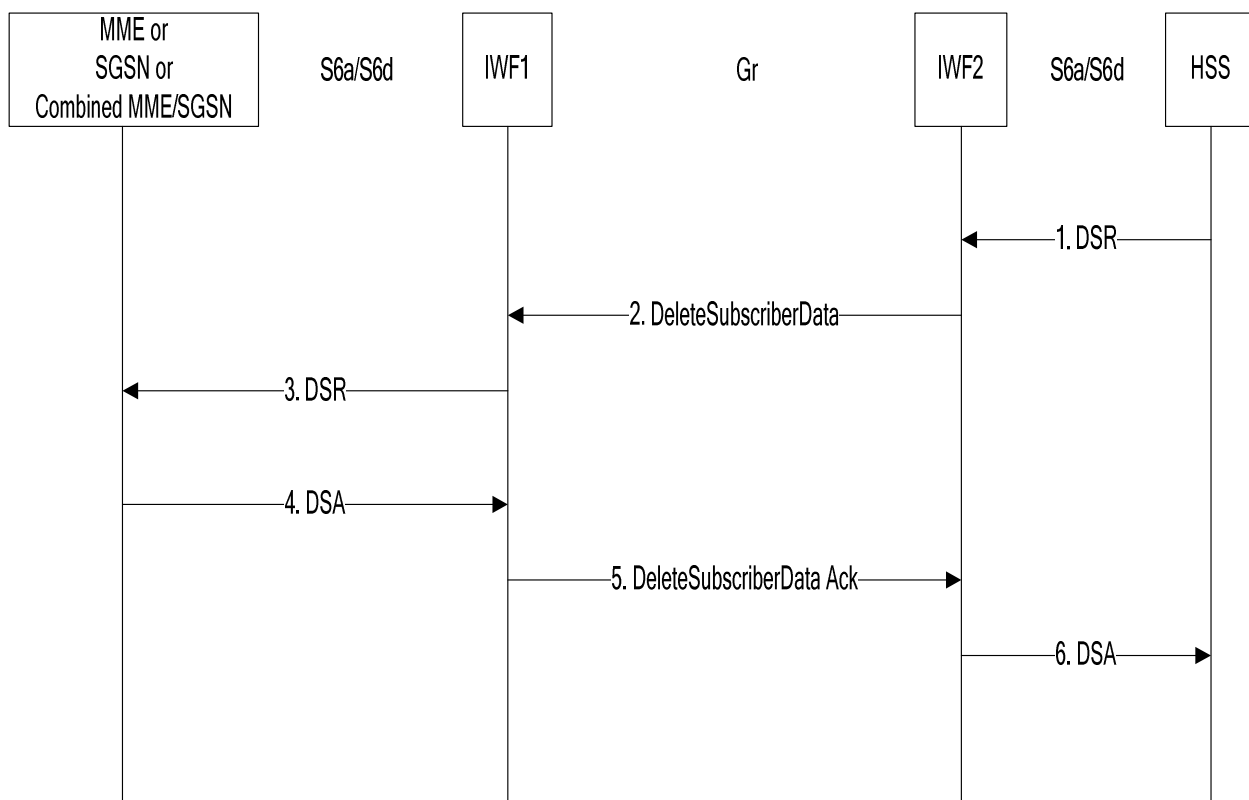 MME or
SGSN or
Combined MME/SGSN
S6a/S6d
IWF1
Gr
IWF2
S6a/S6d
HSS
1. DSR
2. DeleteSubscriberData
3. DSR
4. DSA
5. DeleteSubscriberData Ack
6. DSA